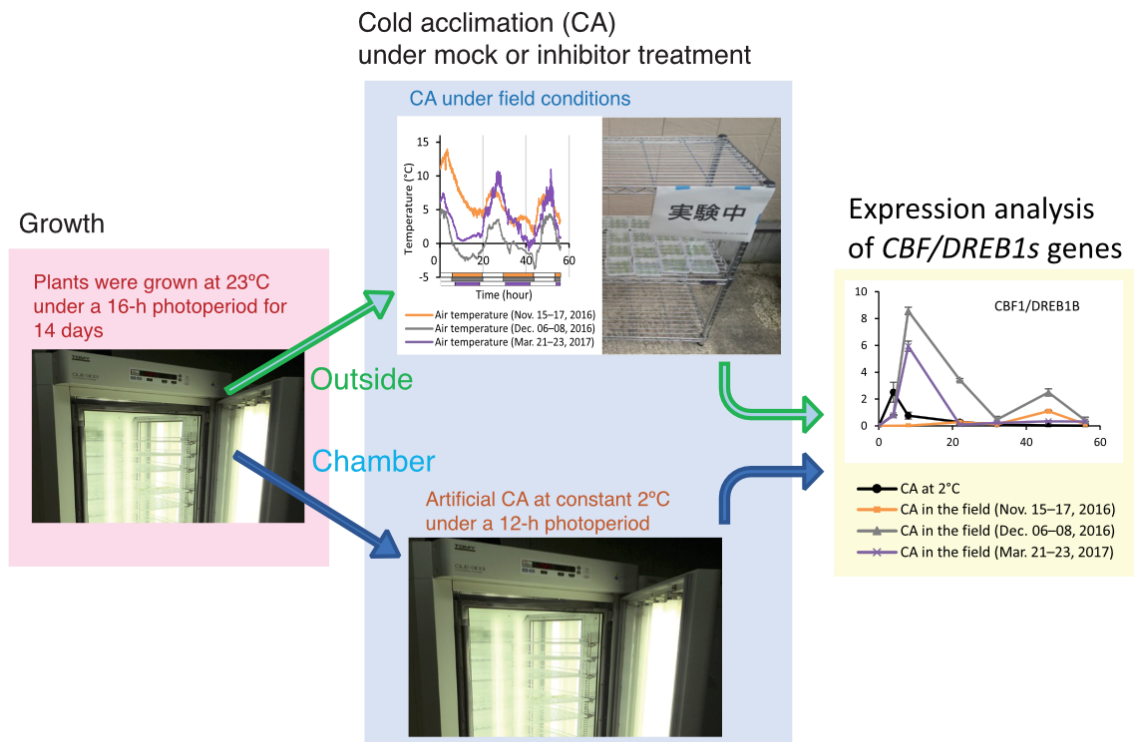 Cold acclimation (CA)
under mock or inhibitor treatment
Growth
Plants were grown at 23ºC
under a 16-h photoperiod for
14 days
Outside
Chamber
CA under field conditions
Temperature (°C)
15
10
5
0
-5
0 20 40 60
Time (hour)
Air temperature (Nov. 15–17, 2016)
Air temperature (Dec. 06–08, 2016)
Air temperature (Mar. 21–23, 2017)
実験中
Artificial CA at constant 2ºC
under a 12-h photoperiod
Expression analysis
of CBF/DREB1s genes
CBF1/DREB1B
10
8
6
4
2
0
0 20 40 60
CA at 2°C
CA in the field (Nov. 15–17, 2016)
CA in the field (Dec. 06–08, 2016)
CA in the field (Mar. 21–23, 2017)